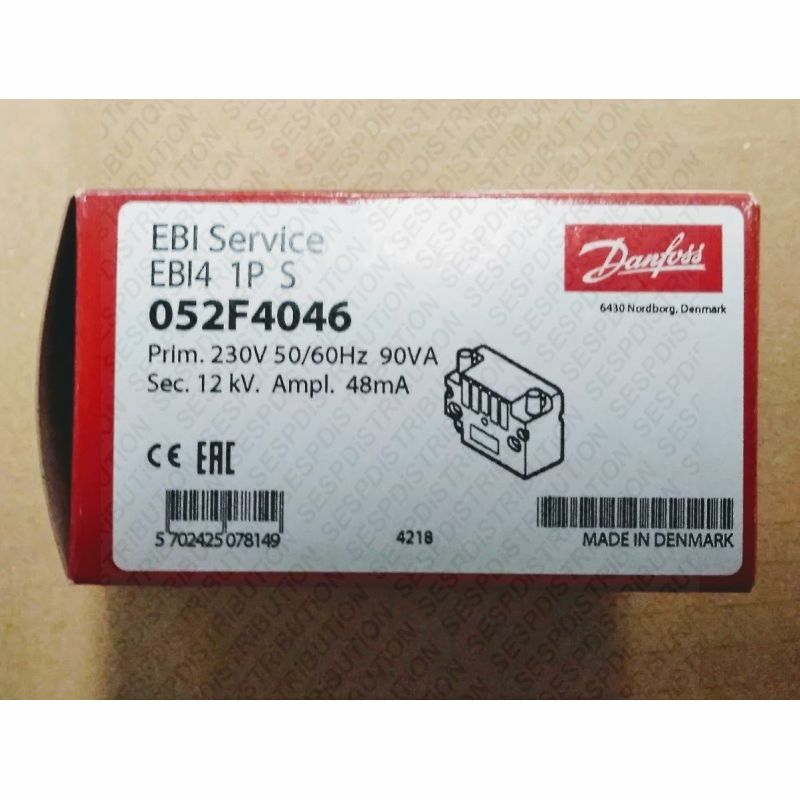 EBI Service
EBI4 1P S
052F4046
Prim. 230V 50/60Hz 90VA
Sec. 12 kV. Ampl. 48mA
Danfoss
6430 Nordborg, Denmark
CE EAC
5 702425 078149
4218
MADE IN DENMARK
SESPDISTRIBUTION